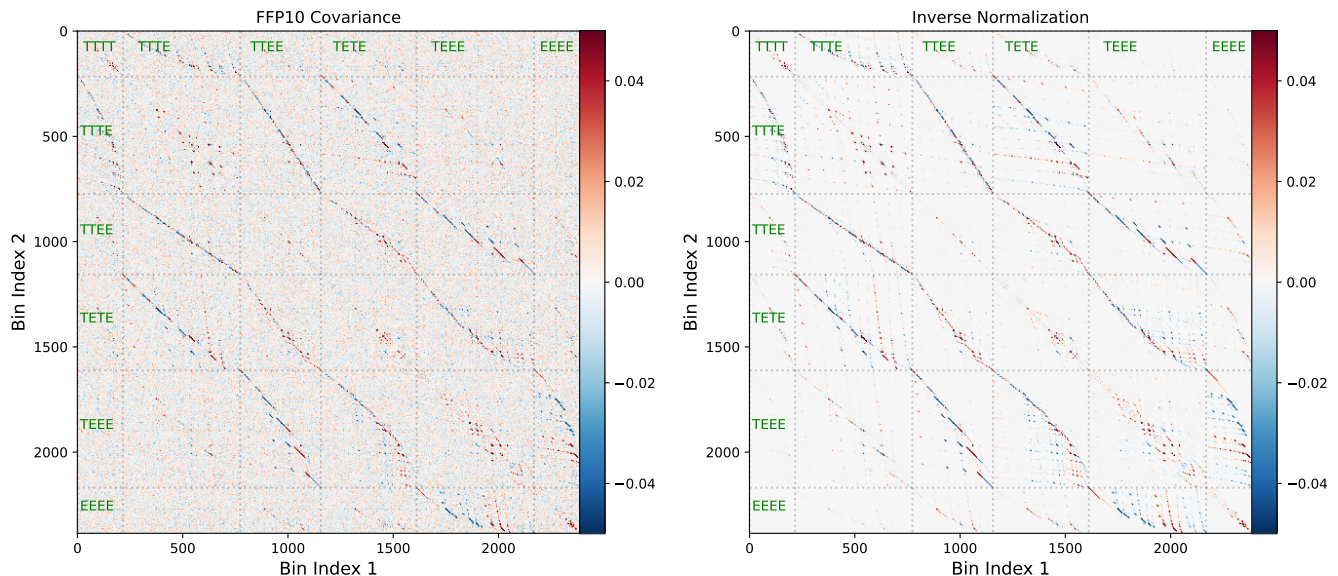 FFP10 Covariance
TTTT TTTE TTEE TETE TEEE EEEE
TTTE
TTEE
TETE
TEEE
EEEE
0
500
1000
1500
2000
0 500 1000 1500 2000
Bin Index 1
Bin Index 2
0.04
0.02
0.00
−0.02
−0.04
Inverse Normalization
TTTT TTTE TTEE TETE TEEE EEEE
TTTE
TTEE
TETE
TEEE
EEEE
0
500
1000
1500
2000
0 500 1000 1500 2000
Bin Index 1
Bin Index 2
0.04
0.02
0.00
−0.02
−0.04